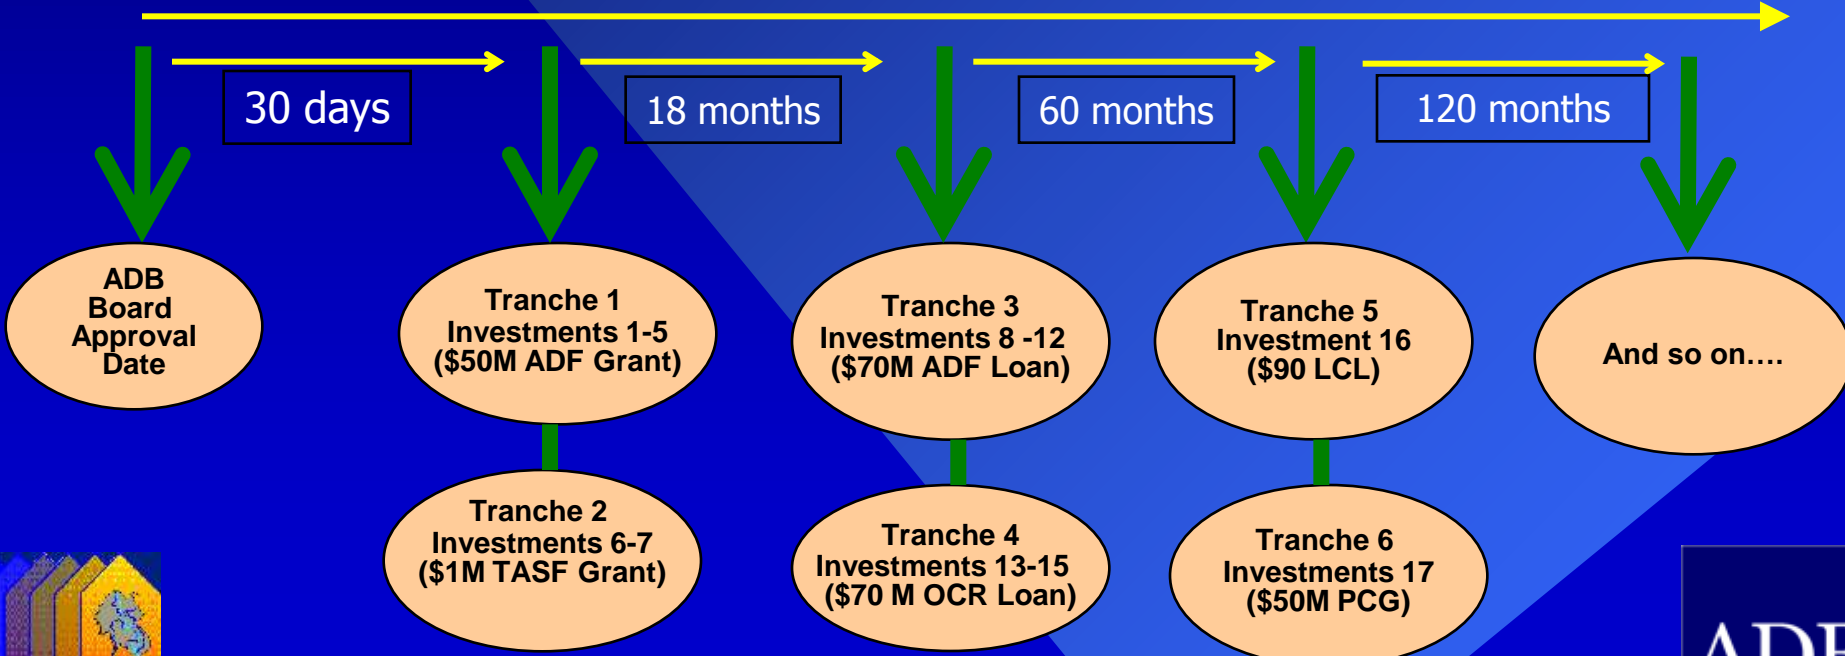 30 days
18 months
60 months
120 months
ADB
Board
Approval
Date
Tranche 1
Investments 1-5
($50M ADF Grant)
Tranche 3
Investments 8 -12
($70M ADF Loan)
Tranche 5
Investment 16
($90 LCL)
And so on….
Tranche 2
Investments 6-7
($1M TASF Grant)
Tranche 4
Investments 13-15
($70 M OCR Loan)
Tranche 6
Investments 17
($50M PCG)